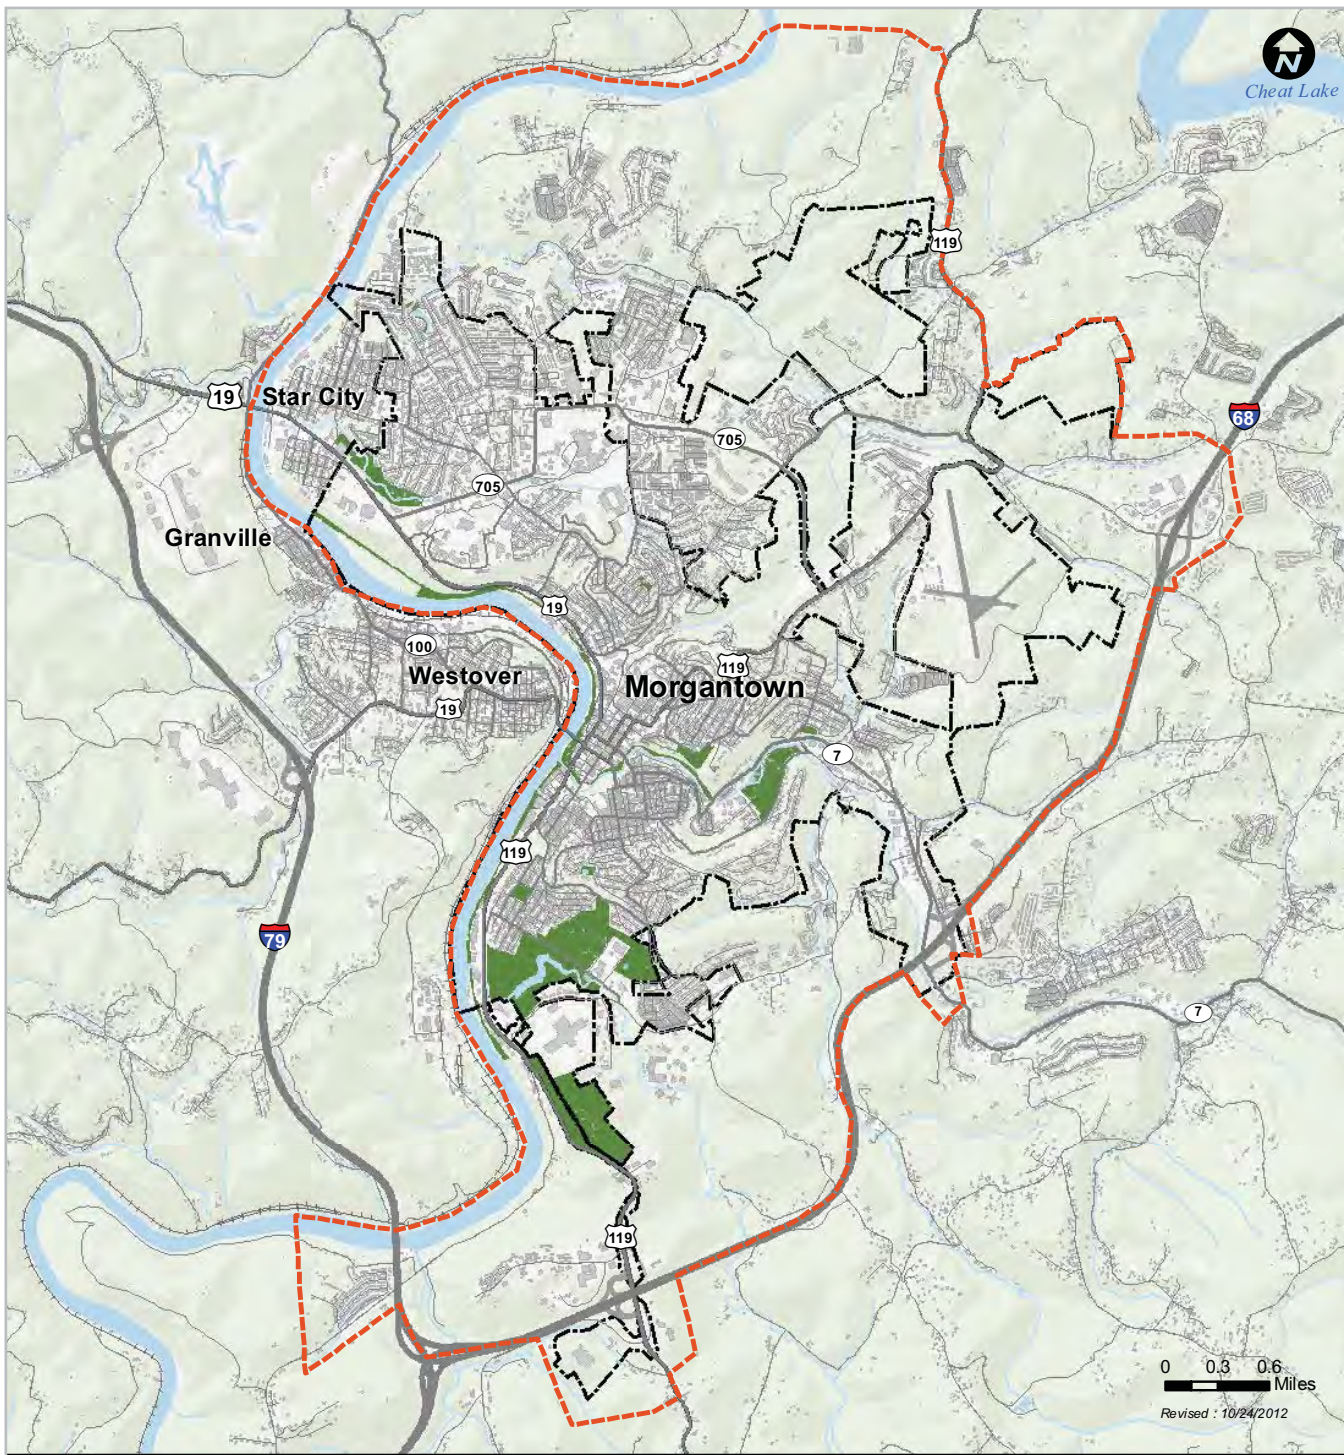 N
Cheat Lake
119
19
Star City
68
705
705
Granville
19
100
119
Westover
Morgantown
19
7
119
79
7
119
0 0.3 0.6
Miles
Revised : 10/24/2012